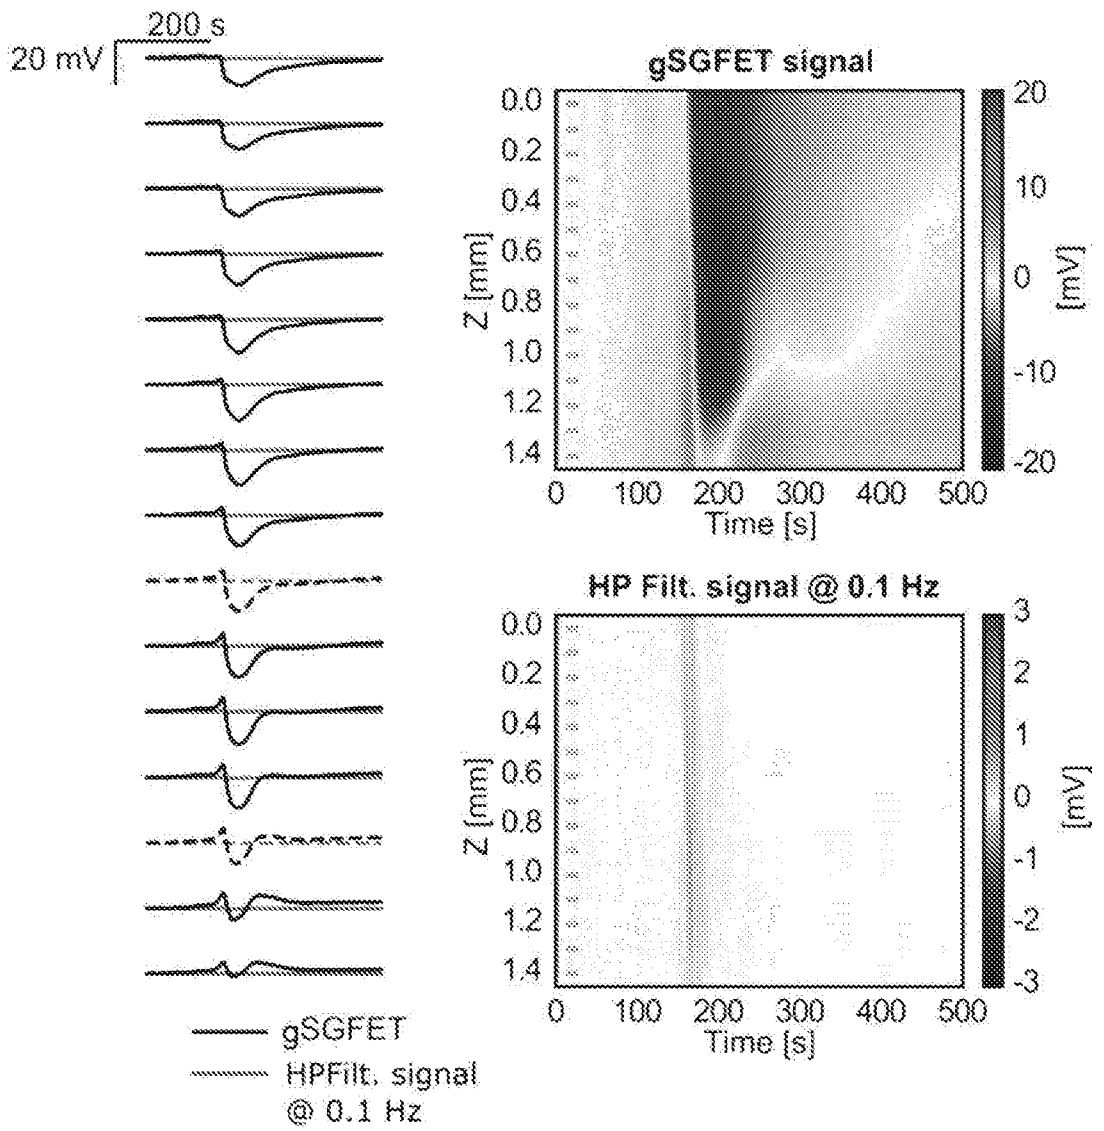 200 s
20 mV
gSGFET
HPFilt. signal
@ 0.1 Hz
gSGFET signal
Z [mm]
0.0
0.2
0.4
0.6
0.8
1.0
1.2
1.4
0 100 200 300 400 500
Time [s]
20
10
0
-10
-20
[mV]
HP Filt. signal @ 0.1 Hz
Z [mm]
0.0
0.2
0.4
0.6
0.8
1.0
1.2
1.4
0 100 200 300 400 500
Time [s]
3
2
1
0
-1
-2
-3
[mV]